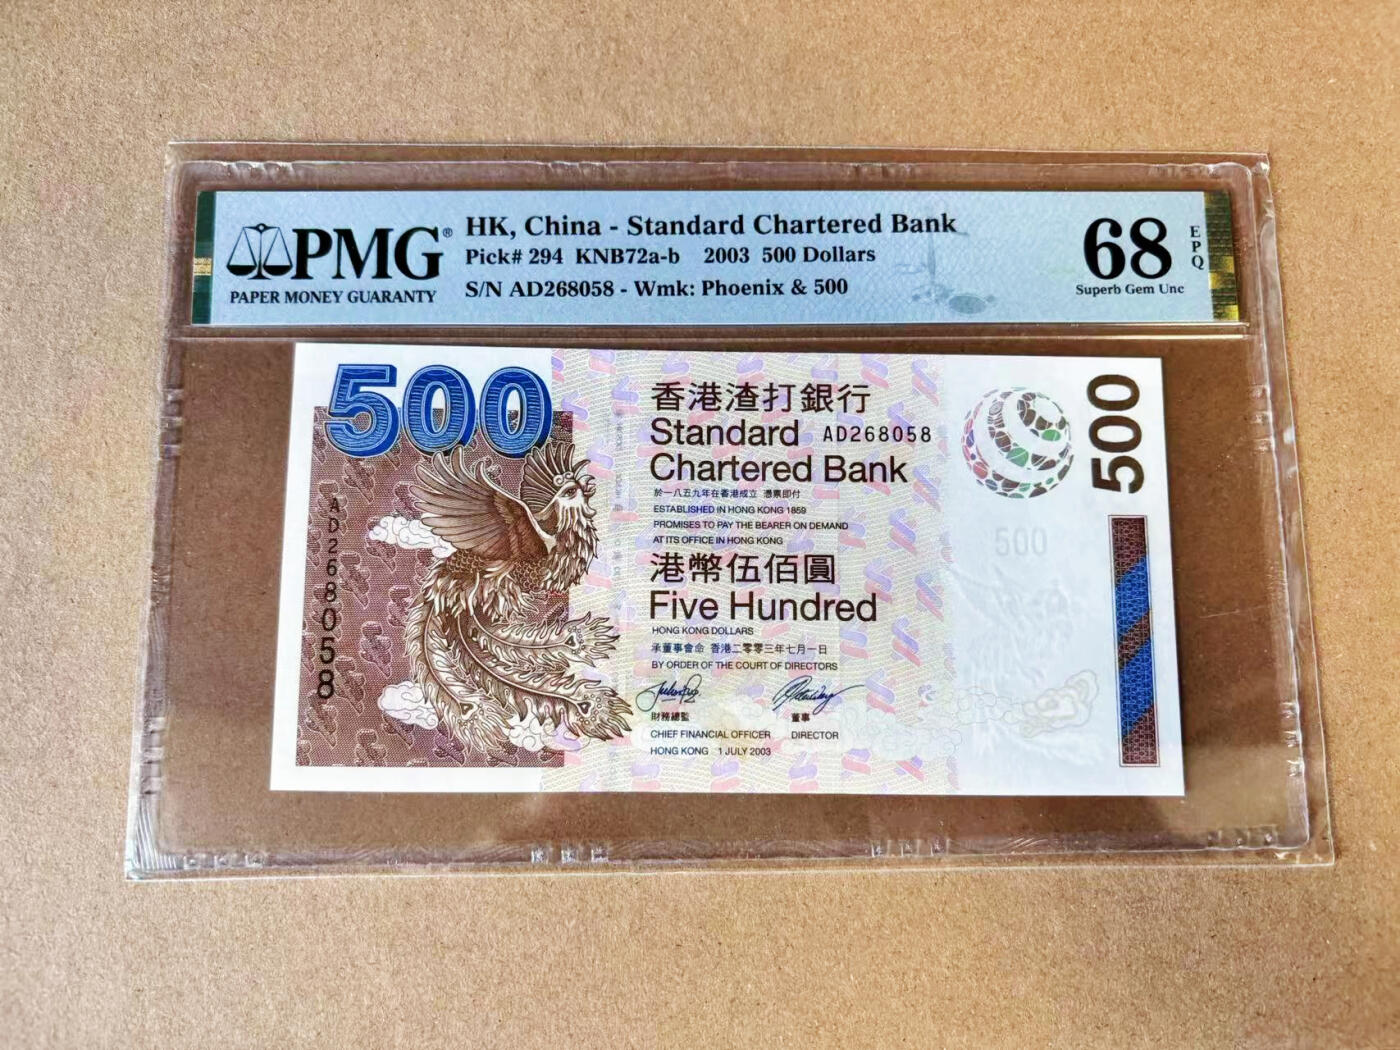 PMG®
PAPER MONEY GUARANTY
HK, China - Standard Chartered Bank
Pick# 294 KNB72a-b 2003 500 Dollars
S/N AD268058 - Wmk: Phoenix & 500
68
EPQ
Superb Gem Unc
500
AD268058
香港渣打銀行
Standard
AD268058
Chartered Bank
於一八五九年在香港成立 憑票即付
ESTABLISHED IN HONG KONG 1859
PROMISES TO PAY THE BEARER ON DEMAND
AT ITS OFFICE IN HONG KONG
港幣伍佰圓
Five Hundred
HONG KONG DOLLARS
承董事會命 香港二零零三年七月一日
BY ORDER OF THE COURT OF DIRECTORS
財務總監 董事
CHIEF FINANCIAL OFFICER DIRECTOR
HONG KONG 1 JULY 2003
500
500